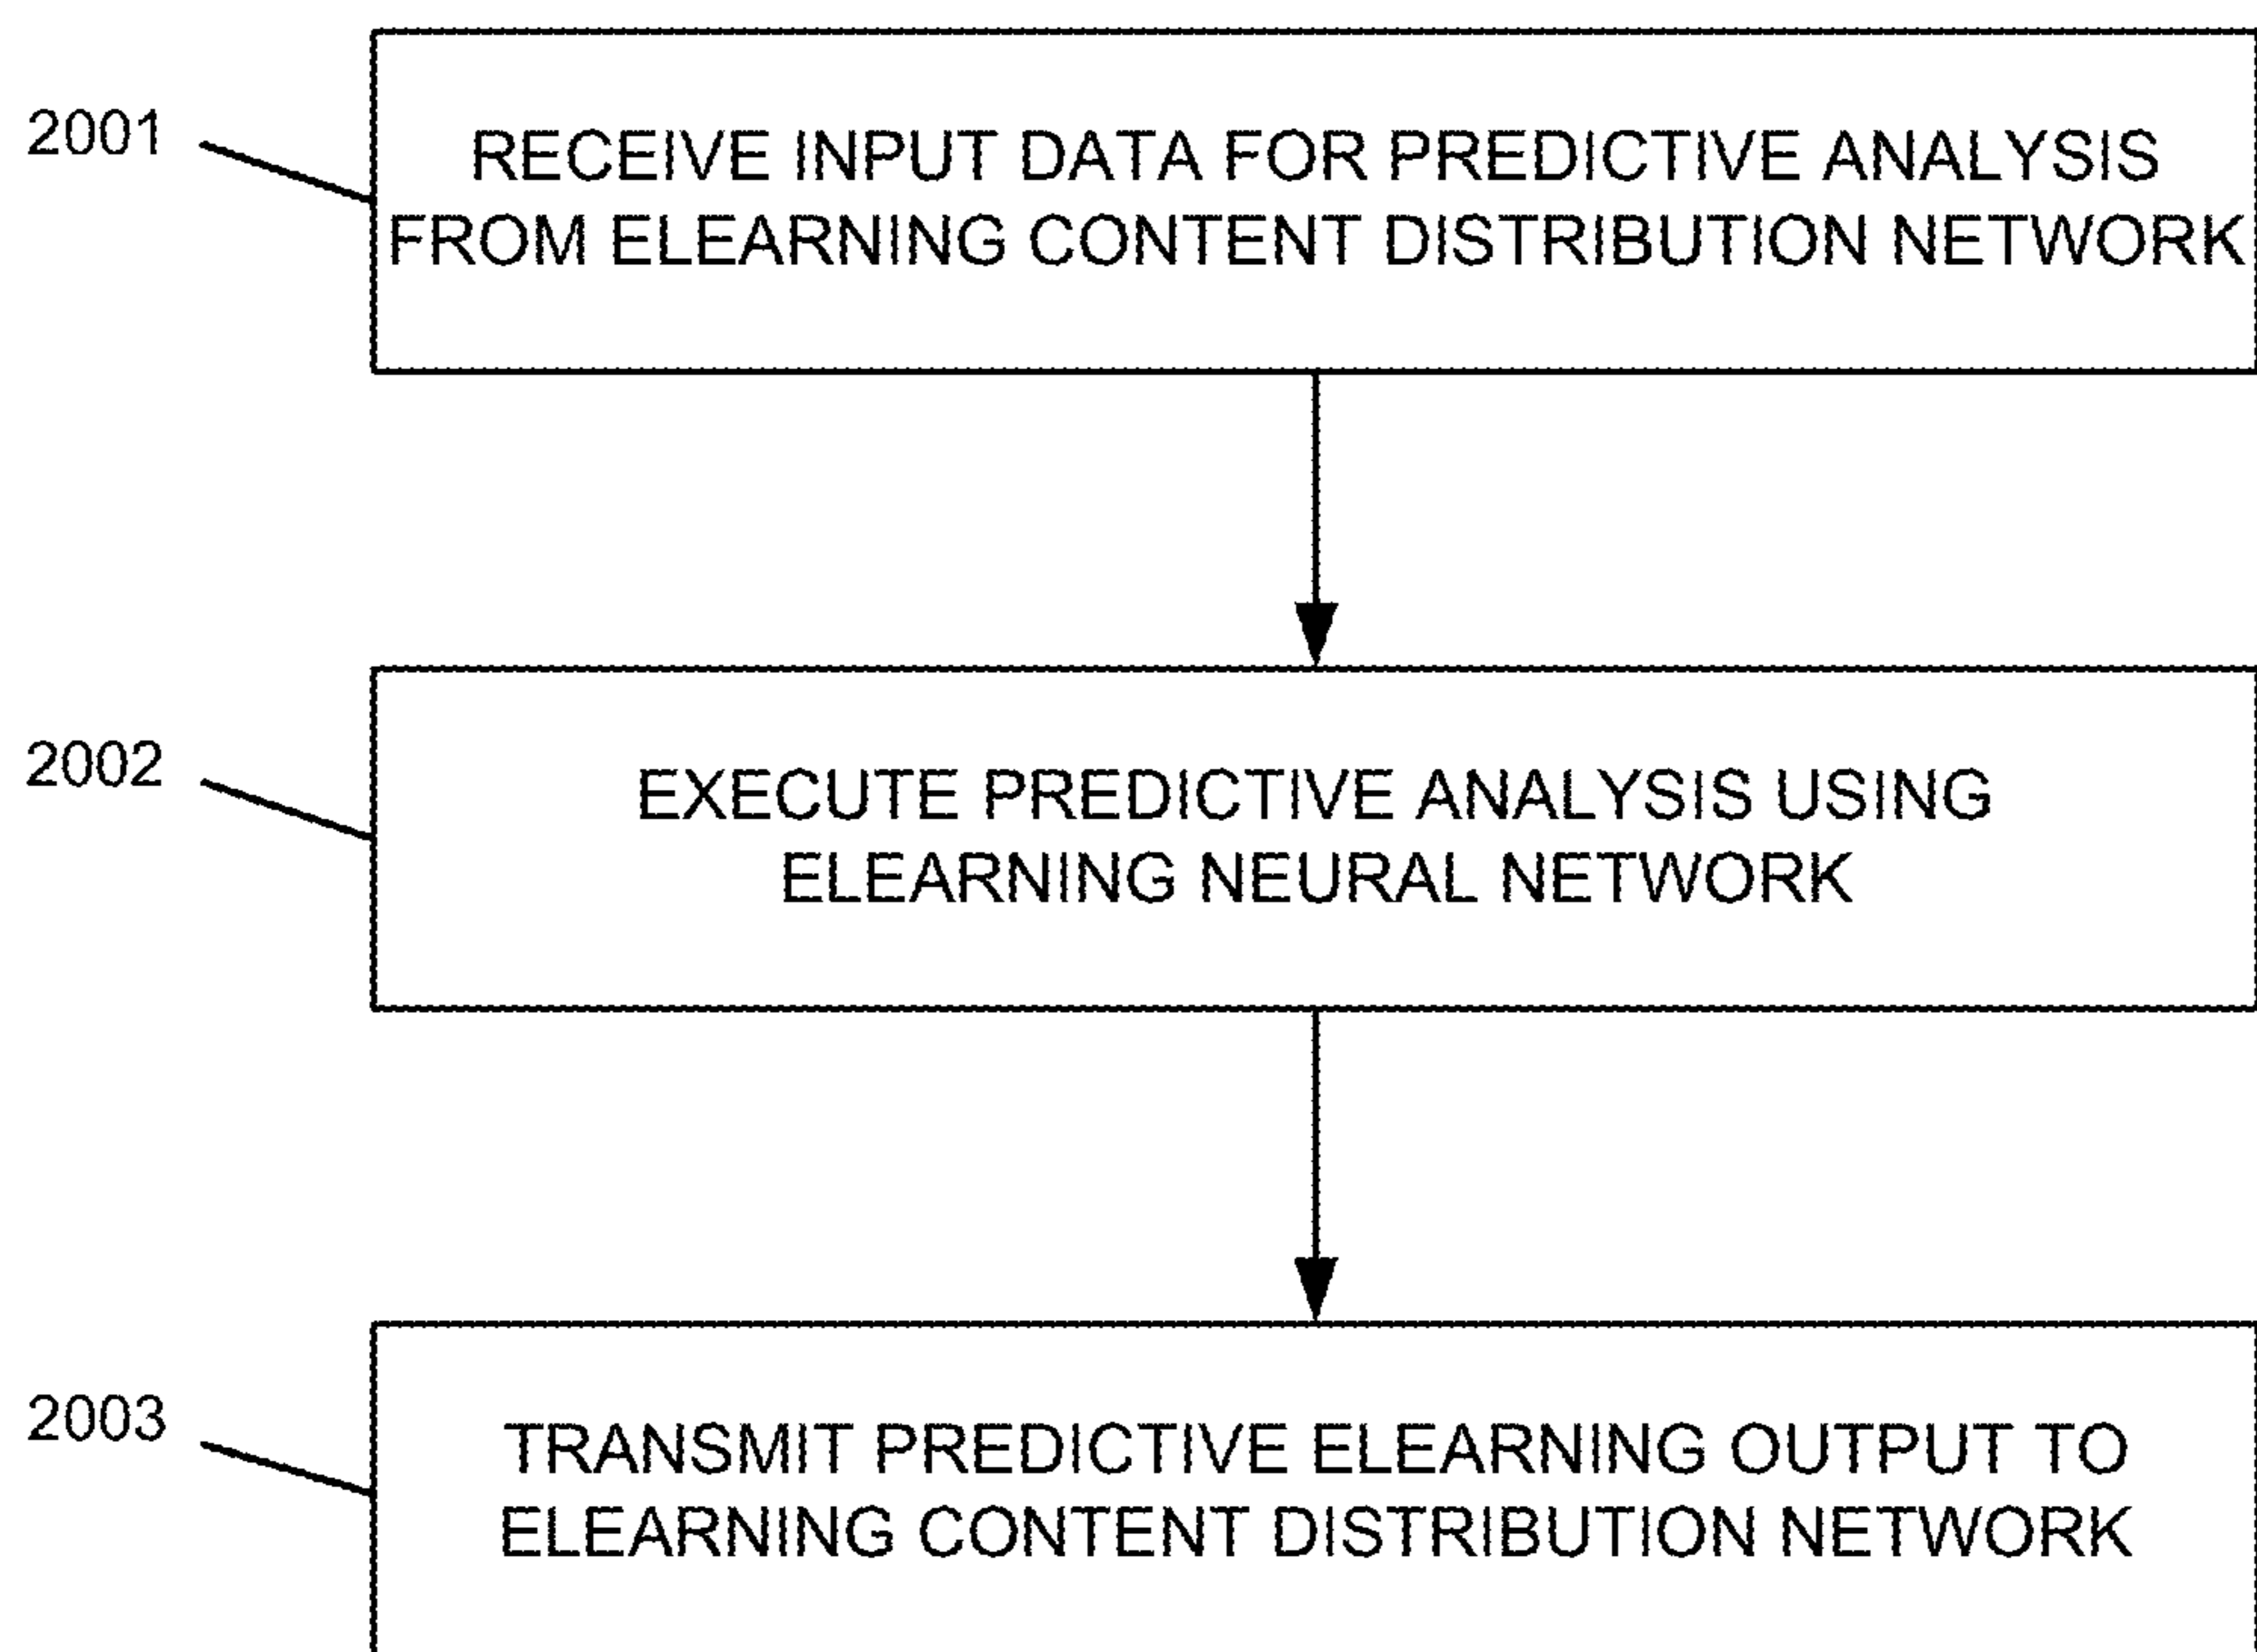 2001
RECEIVE INPUT DATA FOR PREDICTIVE ANALYSIS
FROM ELEARNING CONTENT DISTRIBUTION NETWORK
2002
EXECUTE PREDICTIVE ANALYSIS USING
ELEARNING NEURAL NETWORK
2003
TRANSMIT PREDICTIVE ELEARNING OUTPUT TO
ELEARNING CONTENT DISTRIBUTION NETWORK